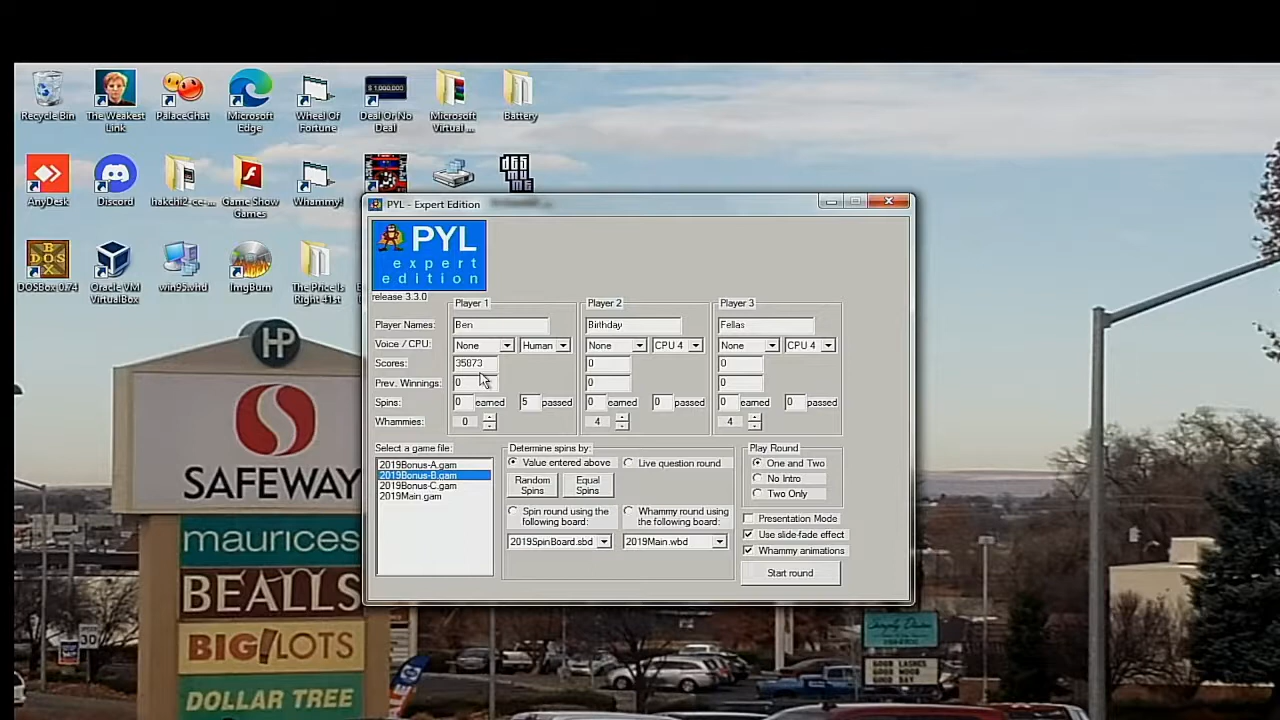 Recycle Bin
The Weakest Link
PalaceChat
Microsoft Edge
Wheel Of Fortune
$1,000,000
Deal Or No Deal
Microsoft Virtual ...
Battery
AnyDesk
Discord
hakchi2-ce-...
Game Show Games
Whammy!
DOSBox 0.74
Oracle VM VirtualBox
win95.vhd
ImgBurn
The Price Is Right 41st
PYL - Expert Edition
PYL
expert
edition
release 3.3.0
Player 1
Player 2
Player 3
Player Names:
Ben
Birthday
Fellas
Voice / CPU:
None
Human
None
CPU 4
None
CPU 4
Scores:
35873
0
0
Prev. Winnings:
0
0
0
Spins:
0 earned
5 passed
0 earned
0 passed
0 earned
0 passed
Whammies:
0
4
4
Select a game file:
2019Bonus-A.gam
2019Bonus-B.gam
2019Bonus-C.gam
2019Main.gam
Determine spins by:
Value entered above
Live question round
Random Spins
Equal Spins
Spin round using the following board:
Whammy round using the following board:
2019SpinBoard.sbd
2019Main.wbd
Play Round
One and Two
No Intro
Two Only
Presentation Mode
Use slide-fade effect
Whammy animations
Start round
HP
SAFEWAY
maurices
BEALLS
BIG!LOTS
DOLLAR TREE
30